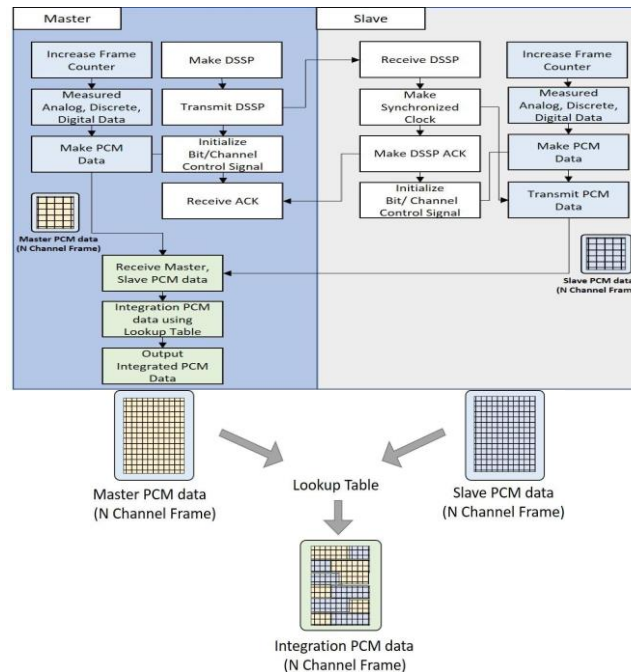 Master
Slave
Increase Frame
Counter
Measured
Analog, Discrete,
Digital Data
Make PCM Data
Make DSSP
Transmit DSSP
Initialize
Bit/Channel
Control Signal
Receive ACK
Receive DSSP
Make
Synchronized
Clock
Make DSSP ACK
Initialize
Bit/ Channel
Control Signal
Increase Frame
Counter
Measured
Analog, Discrete,
Digital Data
Make PCM
Data
Transmit PCM
Data
Master PCM data
(N Channel Frame)
Slave PCM data
(N Channel Fram
Receive Master,
Slave PCM data
Integration PCM
data using
Lookup Table
Output
Integrated PCM
Data
Master PCM data
(N Channel Frame)
Lookup Table
Slave PCM data
(N Channel Frame)
Integration PCM data
(N Channel Frame)